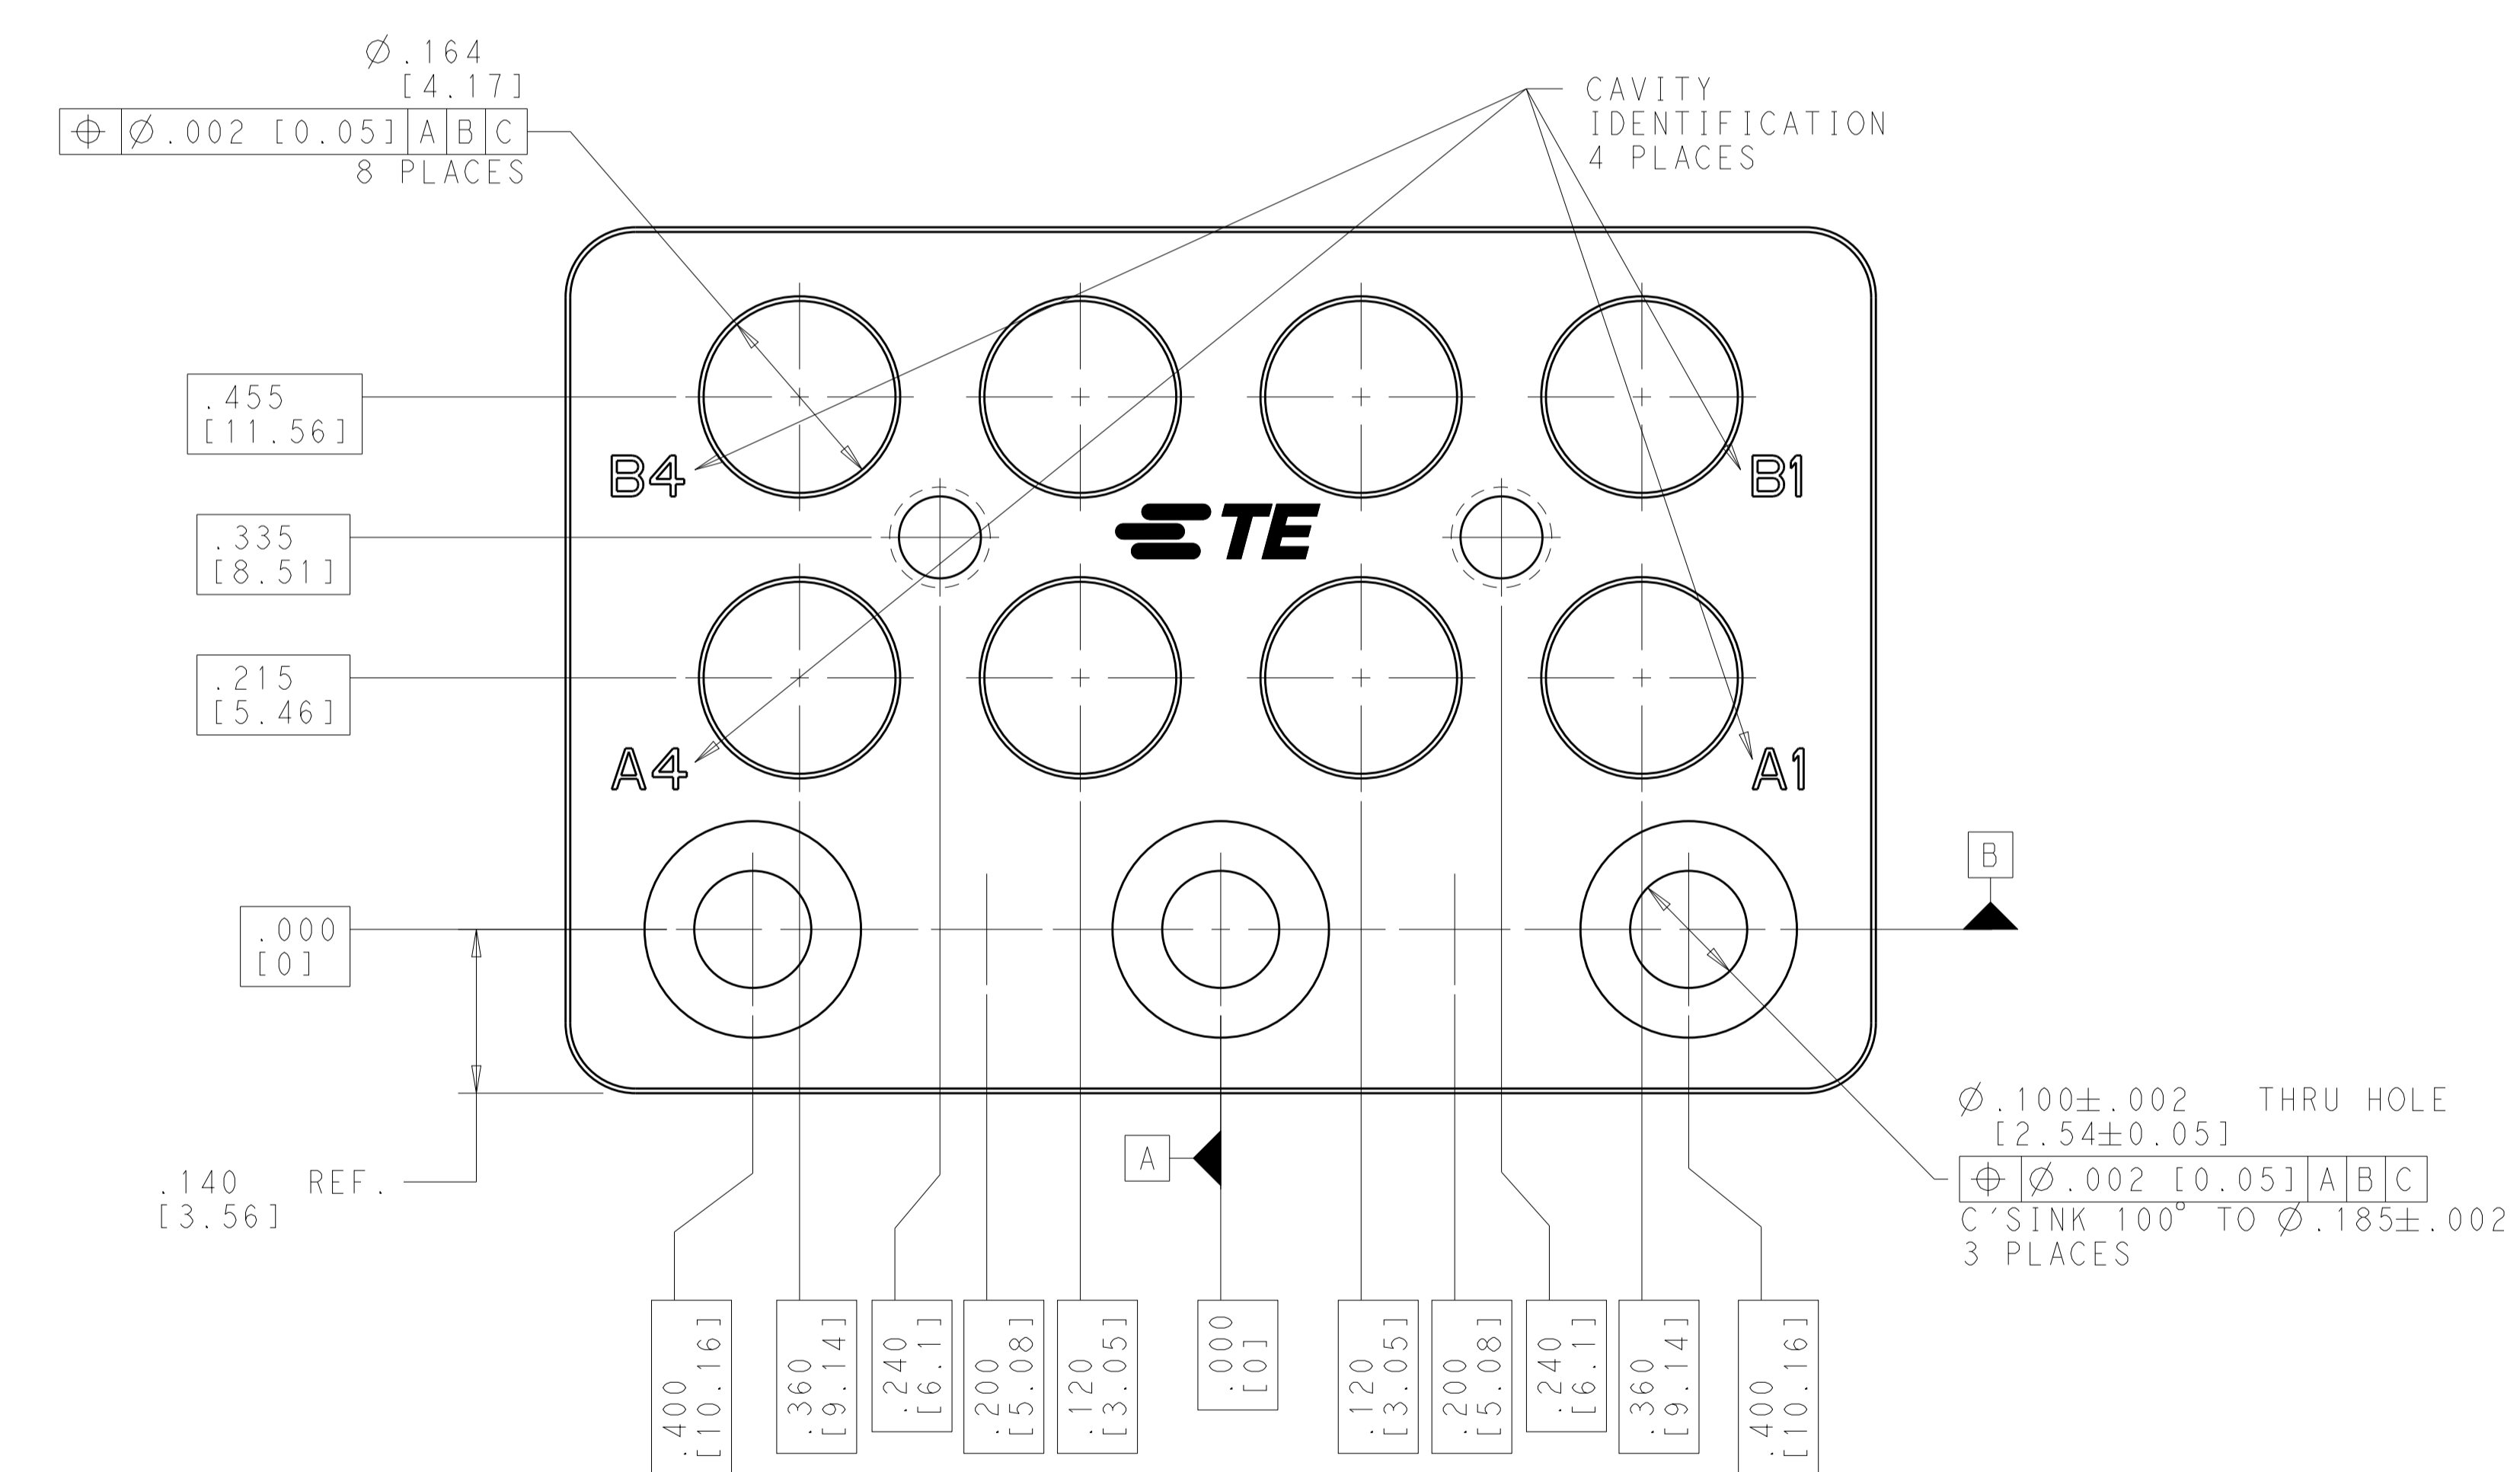 Ø.164
[4.17]
⌖ Ø.002 [0.05] A B C
8 PLACES
CAVITY
IDENTIFICATION
4 PLACES
.455
[11.56]
B4
B1
TE
.335
[8.51]
.215
[5.46]
A4
A1
B
.000
[0]
.140 REF.
[3.56]
A
Ø.100±.002 THRU HOLE
[2.54±0.05]
⌖ Ø.002 [0.05] A B C
C'SINK 100° TO Ø.185±.002
3 PLACES
.400
[10.16]
.360
[9.14]
.240
[6.1]
.200
[5.08]
.120
[3.05]
.000
[0]
.120
[3.05]
.200
[5.08]
.240
[6.1]
.360
[9.14]
.400
[10.16]